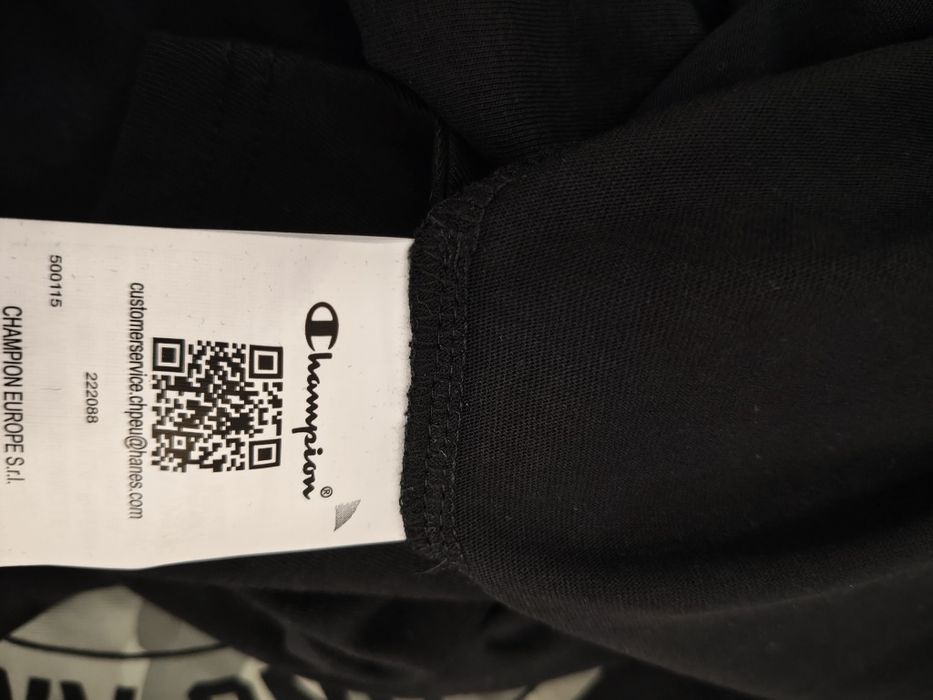 Champion®
customerservice.chpeu@hanes.com
222088
500115
CHAMPION EUROPE S.r.l.